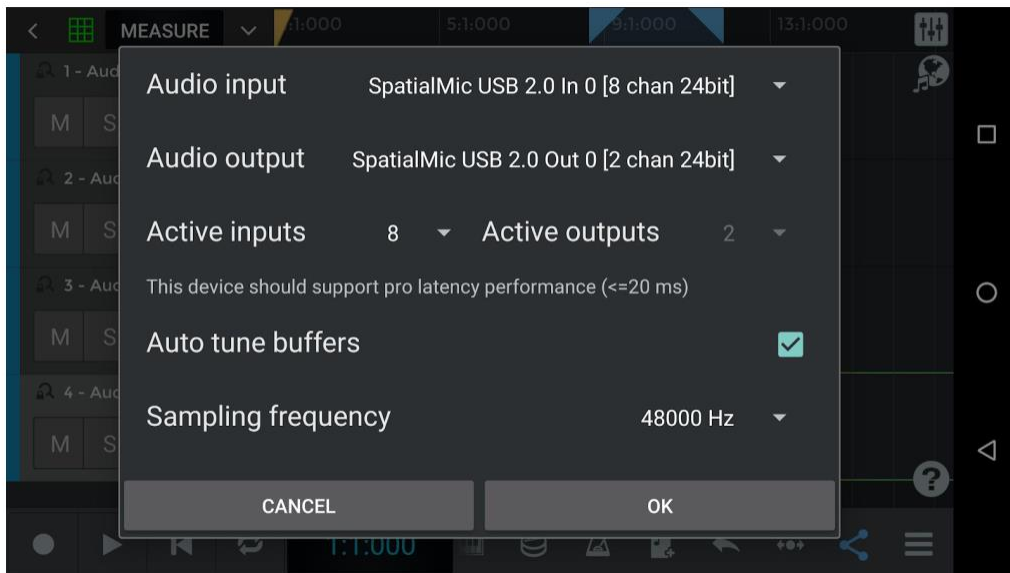 MEASURE
1:1:000
5:1:000
9:1:000
13:1:000
1 - Aud
M S
2 - Aud
M S
3 - Aud
M S
4 - Aud
M S
Audio input SpatialMic USB 2.0 In 0 [8 chan 24bit]
Audio output SpatialMic USB 2.0 Out 0 [2 chan 24bit]
Active inputs 8 Active outputs 2
This device should support pro latency performance (<=20 ms)
Auto tune buffers
Sampling frequency 48000 Hz
CANCEL OK
?
1:1:000